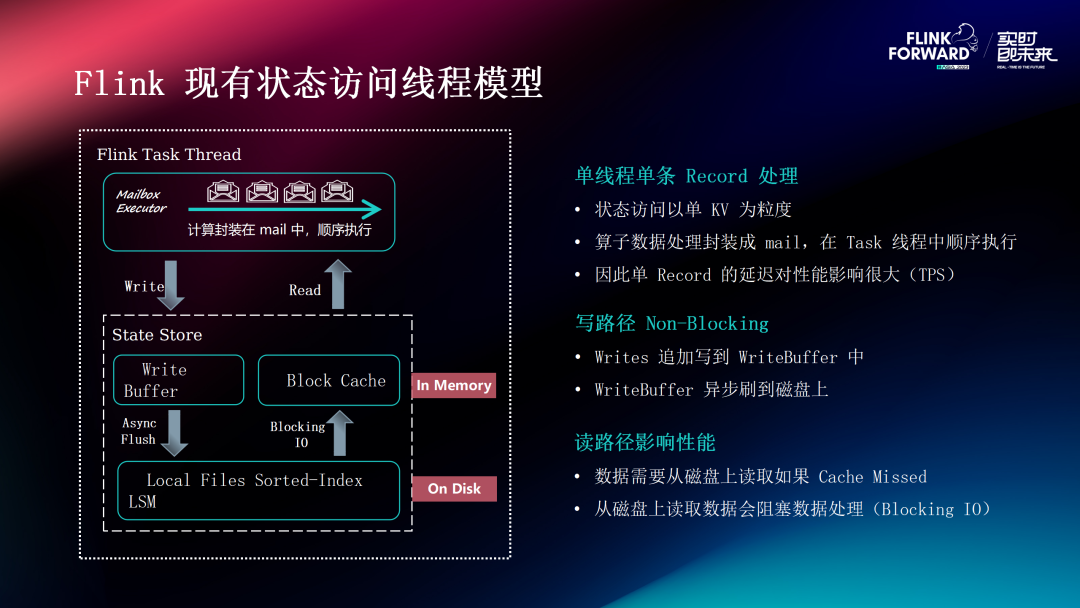 FLINK
FORWARD
实时
即未来
REAL-TIME IS THE FUTURE
Flink 现有状态访问线程模型
Flink Task Thread
Mailbox
Executor
计算封装在 mail 中，顺序执行
Write
Read
State Store
Write
Buffer
Block Cache
In Memory
Async
Flush
Blocking
IO
Local Files Sorted-Index
LSM
On Disk
单线程单条 Record 处理
• 状态访问以单 KV 为粒度
• 算子数据处理封装成 mail，在 Task 线程中顺序执行
• 因此单 Record 的延迟对性能影响很大（TPS）
写路径 Non-Blocking
• Writes 追加写到 WriteBuffer 中
• WriteBuffer 异步刷到磁盘上
读路径影响性能
• 数据需要从磁盘上读取如果 Cache Missed
• 从磁盘上读取数据会阻塞数据处理（Blocking IO）